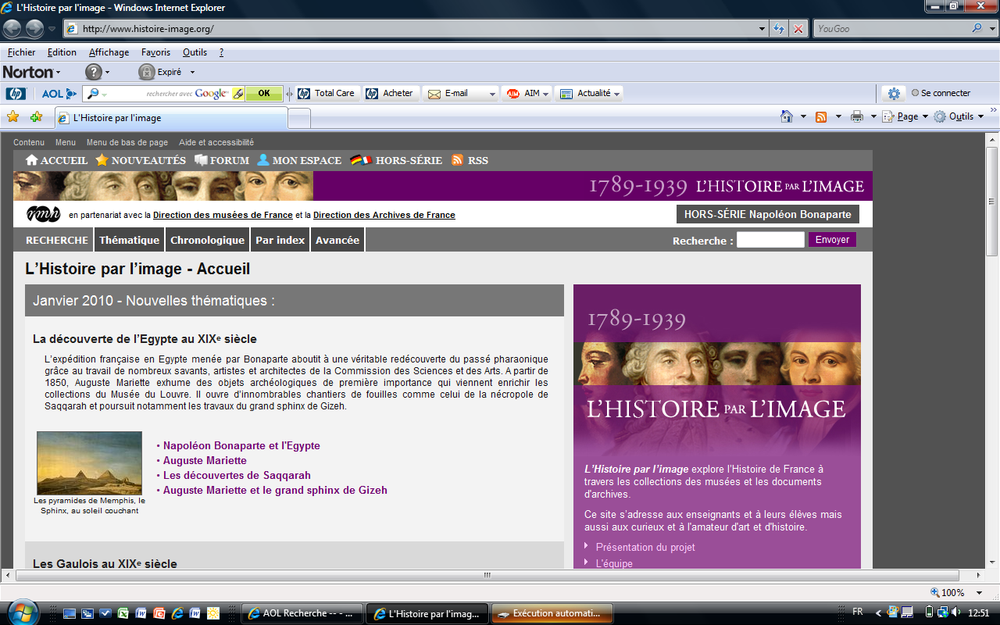 L'Histoire par l'image - Windows Internet Explorer
http://www.histoire-image.org/
YouGoo
Fichier Edition Affichage Favoris Outils ?
Norton Expiré
hp AOL rechercher avec Google OK Total Care Acheter E-mail AIM Actualité Se connecter
L'Histoire par l'image Page Outils
Contenu Menu Menu de bas de page Aide et accessibilité
ACCUEIL NOUVEAUTÉS FORUM MON ESPACE HORS-SÉRIE RSS
1789-1939 L'HISTOIRE PAR L'IMAGE
rmn en partenariat avec la Direction des musées de France et la Direction des Archives de France HORS-SÉRIE Napoléon Bonaparte
RECHERCHE Thématique Chronologique Par index Avancée Recherche : Envoyer
L'Histoire par l'image - Accueil
Janvier 2010 - Nouvelles thématiques :
La découverte de l'Egypte au XIXe siècle
L'expédition française en Egypte menée par Bonaparte aboutit à une véritable redécouverte du passé pharaonique
grâce au travail de nombreux savants, artistes et architectes de la Commission des Sciences et des Arts. A partir de
1850, Auguste Mariette exhume des objets archéologiques de première importance qui viennent enrichir les
collections du Musée du Louvre. Il ouvre d'innombrables chantiers de fouilles comme celui de la nécropole de
Saqqarah et poursuit notamment les travaux du grand sphinx de Gizeh.
• Napoléon Bonaparte et l'Egypte
• Auguste Mariette
• Les découvertes de Saqqarah
• Auguste Mariette et le grand sphinx de Gizeh
Les pyramides de Memphis, le
Sphinx, au soleil couchant
Les Gaulois au XIXe siècle
1789-1939
L'HISTOIRE PAR L'IMAGE
L'Histoire par l'image explore l'Histoire de France à
travers les collections des musées et les documents
d'archives.
Ce site s'adresse aux enseignants et à leurs élèves mais
aussi aux curieux et à l'amateur d'art et d'histoire.
Présentation du projet
L'équipe
100%
AOL Recherche -- - ... L'Histoire par l'imag... Exécution automati... FR 12:51